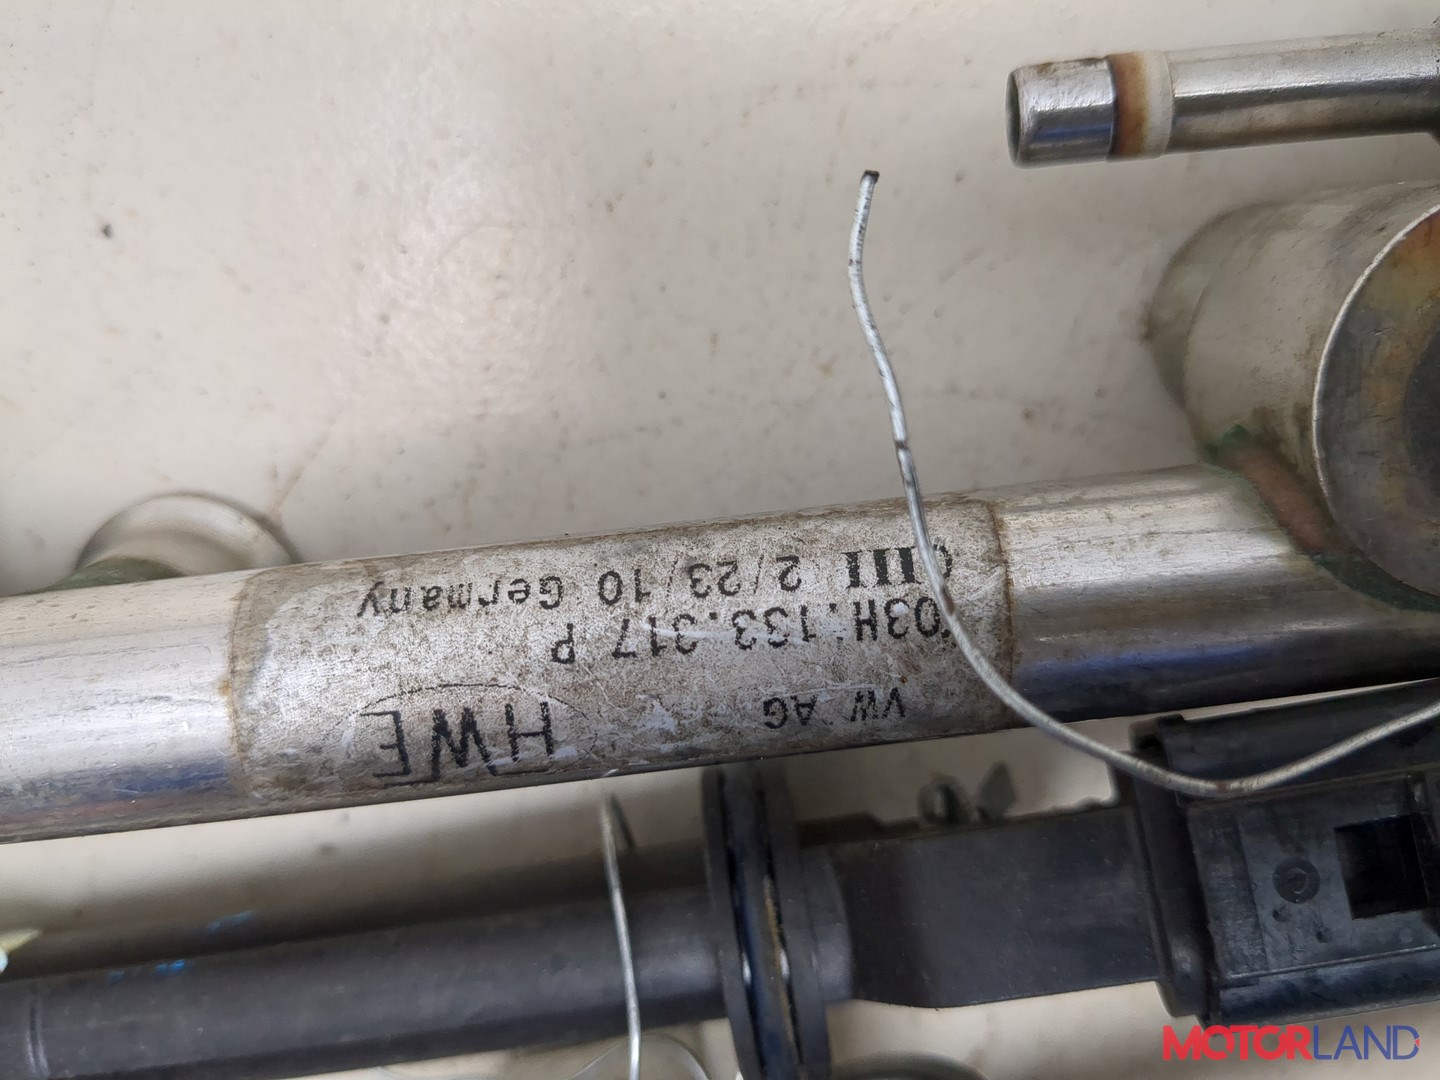 VW AG HWE
03H.133.317 P
2/23/10 Germany
MOTORLAND